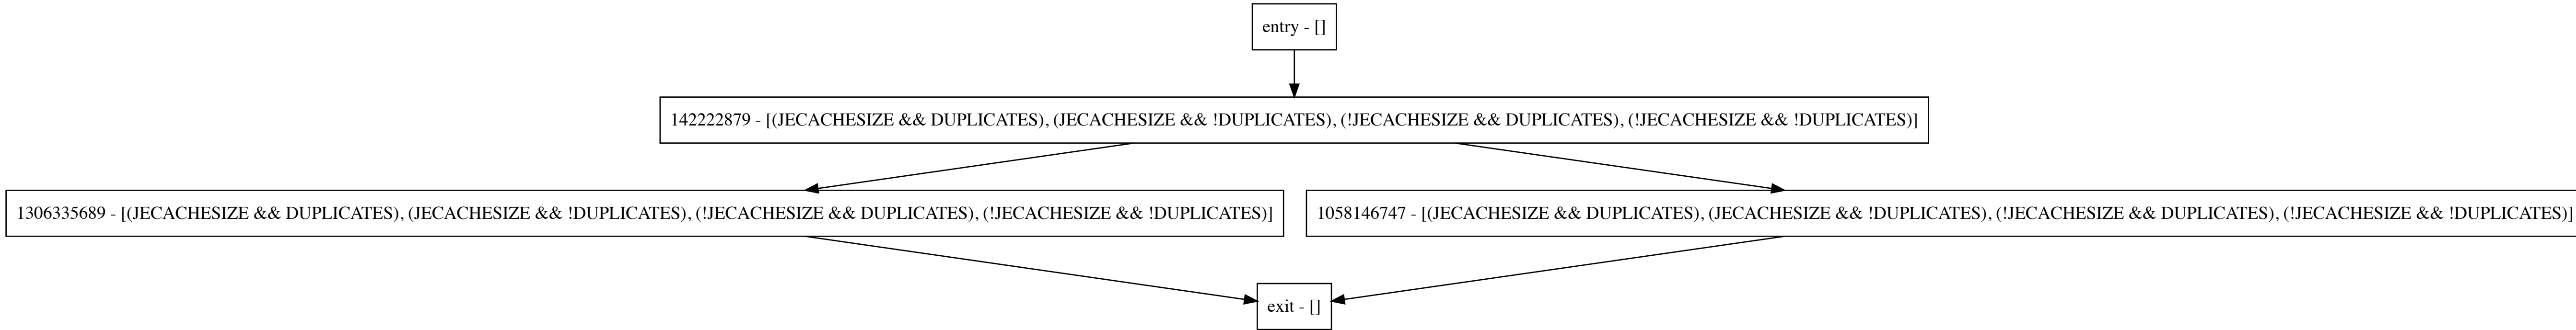 entry - []
142222879 - [(JECACHESIZE && DUPLICATES), (JECACHESIZE && !DUPLICATES), (!JECACHESIZE && DUPLICATES), (!JECACHESIZE && !DUPLICATES)]
1306335689 - [(JECACHESIZE && DUPLICATES), (JECACHESIZE && !DUPLICATES), (!JECACHESIZE && DUPLICATES), (!JECACHESIZE && !DUPLICATES)]
1058146747 - [(JECACHESIZE && DUPLICATES), (JECACHESIZE && !DUPLICATES), (!JECACHESIZE && DUPLICATES), (!JECACHESIZE && !DUPLICATES)]
exit - []